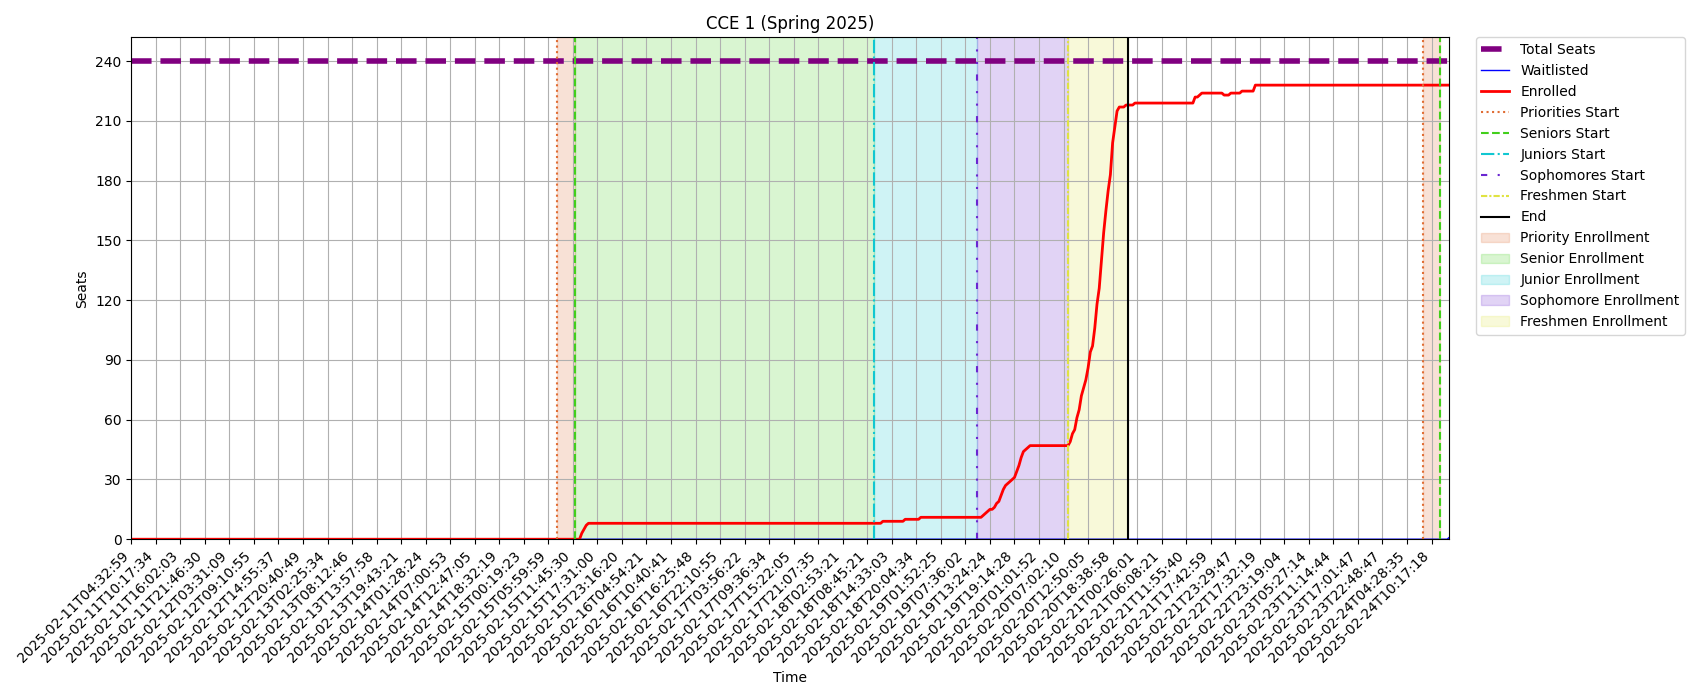 CCE 1 (Spring 2025)
Seats
240
210
180
150
120
90
60
30
0
2025-02-11T04:32:59
2025-02-11T10:17:34
2025-02-11T16:02:03
2025-02-11T21:46:30
2025-02-12T03:31:09
2025-02-12T09:10:55
2025-02-12T14:55:37
2025-02-12T20:40:49
2025-02-13T02:25:34
2025-02-13T08:12:46
2025-02-13T13:57:58
2025-02-13T19:43:21
2025-02-14T01:28:24
2025-02-14T07:00:53
2025-02-14T12:47:05
2025-02-14T18:32:19
2025-02-15T00:19:23
2025-02-15T05:59:59
2025-02-15T11:45:30
2025-02-15T17:31:00
2025-02-15T23:16:20
2025-02-16T04:54:21
2025-02-16T10:40:41
2025-02-16T16:25:48
2025-02-16T22:10:55
2025-02-17T03:56:22
2025-02-17T09:36:34
2025-02-17T15:22:05
2025-02-17T21:07:35
2025-02-18T02:53:21
2025-02-18T08:45:21
2025-02-18T14:33:03
2025-02-18T20:04:34
2025-02-19T01:52:25
2025-02-19T07:36:02
2025-02-19T13:24:24
2025-02-19T19:14:28
2025-02-20T01:01:52
2025-02-20T07:02:10
2025-02-20T12:50:05
2025-02-20T18:38:58
2025-02-21T00:26:01
2025-02-21T06:08:21
2025-02-21T11:55:40
2025-02-21T17:42:59
2025-02-21T23:29:47
2025-02-22T17:32:19
2025-02-22T23:19:04
2025-02-23T05:27:14
2025-02-23T11:14:44
2025-02-23T17:01:47
2025-02-23T22:48:47
2025-02-24T04:28:35
2025-02-24T10:17:18
Time
Total Seats
Waitlisted
Enrolled
Priorities Start
Seniors Start
Juniors Start
Sophomores Start
Freshmen Start
End
Priority Enrollment
Senior Enrollment
Junior Enrollment
Sophomore Enrollment
Freshmen Enrollment